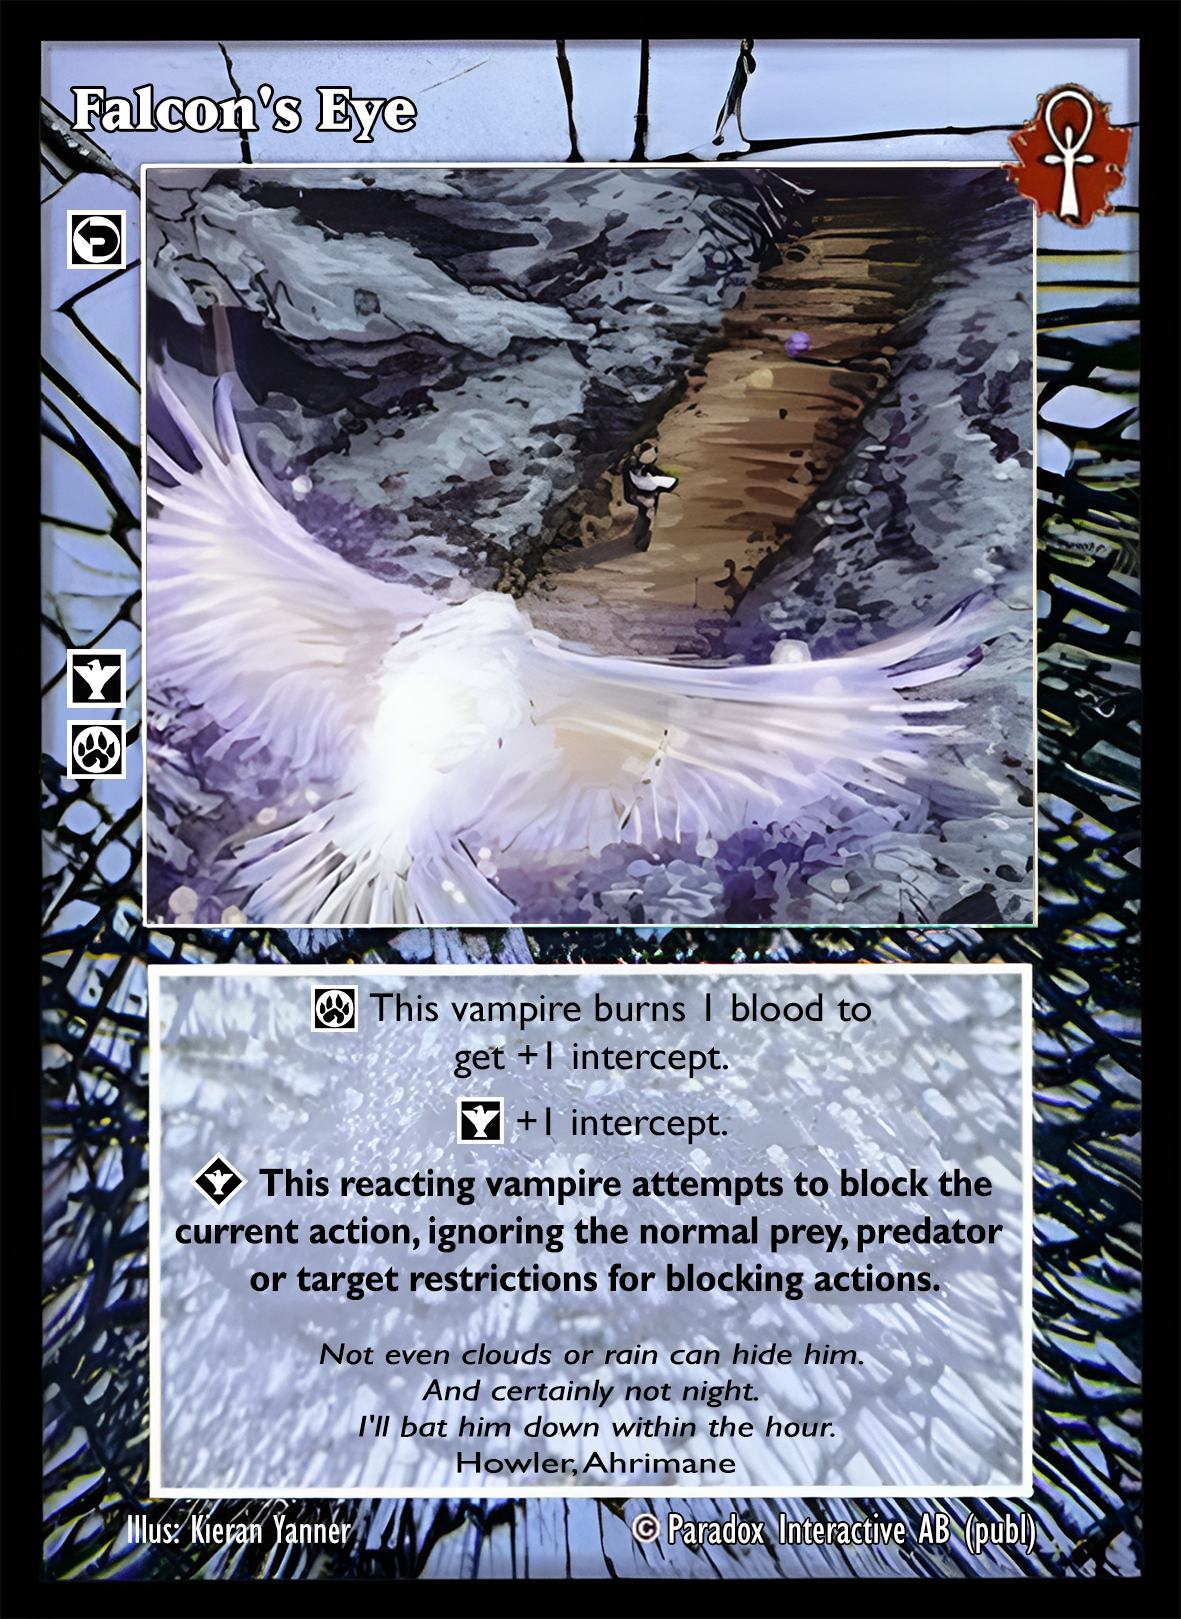 Falcon's Eye
This vampire burns 1 blood to
get +1 intercept.
+1 intercept.
This reacting vampire attempts to block the
current action, ignoring the normal prey, predator
or target restrictions for blocking actions.
Not even clouds or rain can hide him.
And certainly not night.
I'll bat him down within the hour.
Howler, Ahrimane
Illus: Kieran Yanner
© Paradox Interactive AB (publ)